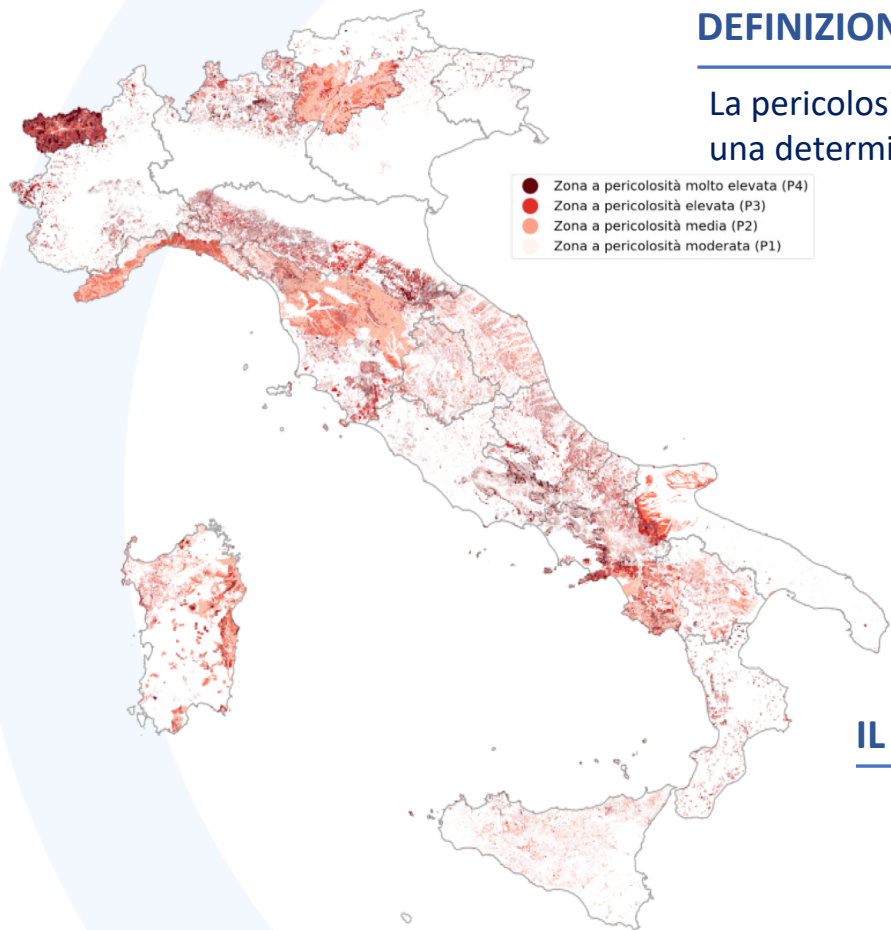 DEFINIZION
La pericolosi
una determi
Zona a pericolosità molto elevata (P4)
Zona a pericolosità elevata (P3)
Zona a pericolosità media (P2)
Zona a pericolosità moderata (P1)
IL